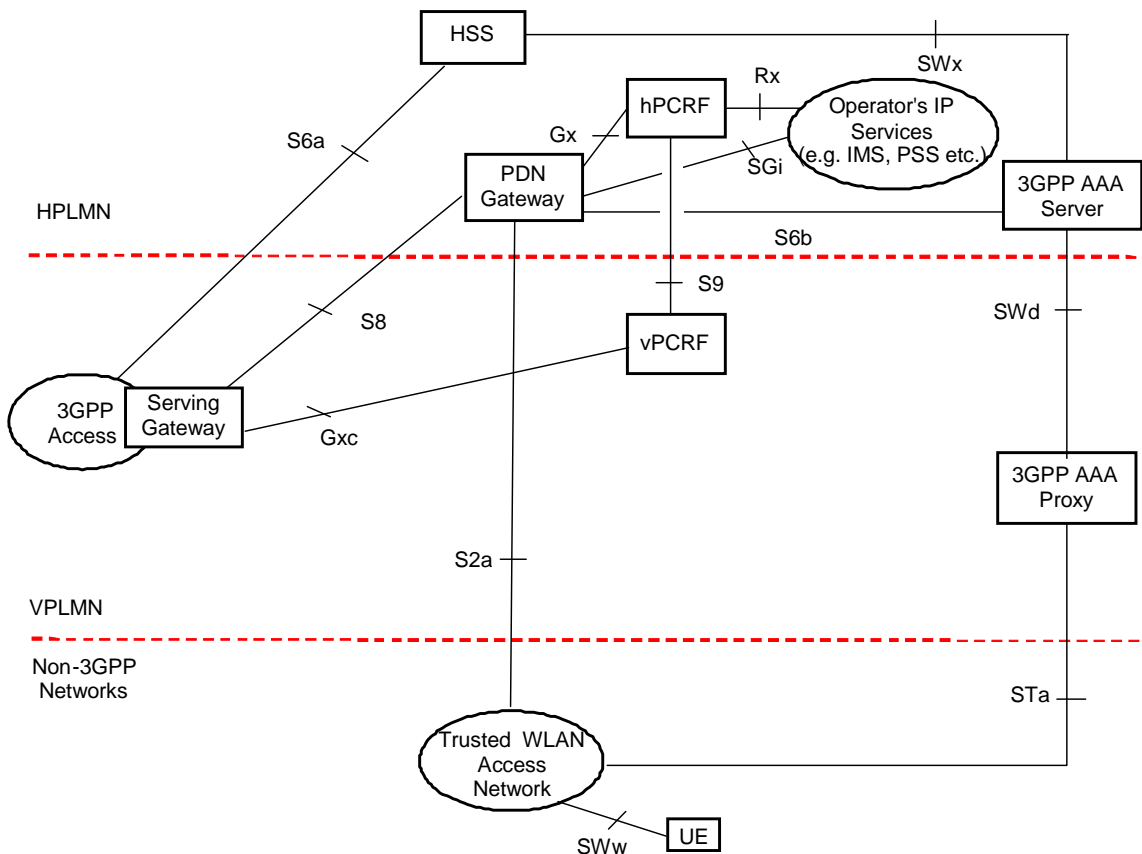 HSS
SWx
Rx
hPCRF
Operator's IP
Services
(e.g. IMS, PSS etc.)
Gx
S6a
SGi
PDN
Gateway
3GPP AAA
Server
HPLMN
S6b
S9
SWd
S8
vPCRF
3GPP
Access
Serving
Gateway
Gxc
3GPP AAA
Proxy
S2a
VPLMN
Non-3GPP
Networks
STa
Trusted WLAN
Access
Network
SWw
UE